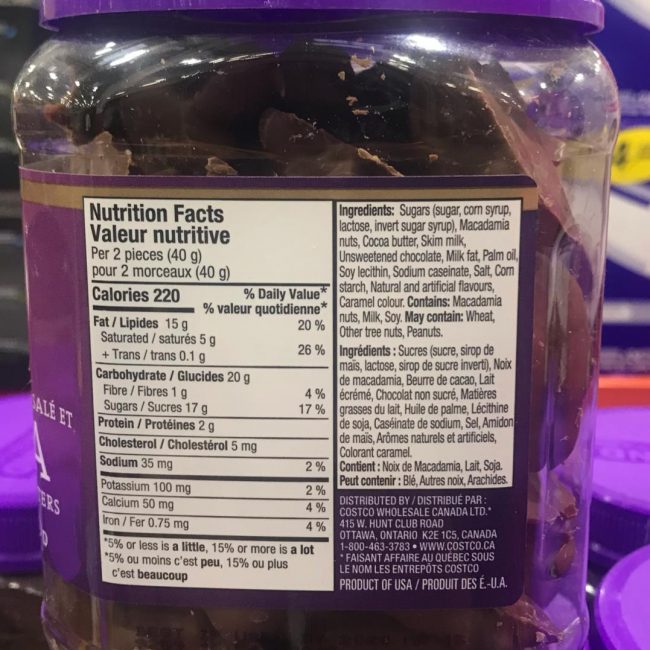 Nutrition Facts
Valeur nutritive
Per 2 pieces (40 g)
pour 2 morceaux (40 g)
Calories 220
% Daily Value*
% valeur quotidienne*
Fat / Lipides 15 g 20 %
Saturated / saturés 5 g
+ Trans / trans 0.1 g 26 %
Carbohydrate / Glucides 20 g
Fibre / Fibres 1 g 4 %
Sugars / Sucres 17 g 17 %
Protein / Protéines 2 g
Cholesterol / Cholestérol 5 mg
Sodium 35 mg 2 %
Potassium 100 mg 2 %
Calcium 50 mg 4 %
Iron / Fer 0.75 mg 4 %
*5% or less is a little, 15% or more is a lot
*5% ou moins c'est peu, 15% ou plus
c'est beaucoup
Ingredients: Sugars (sugar, corn syrup,
lactose, invert sugar syrup), Macadamia
nuts, Cocoa butter, Skim milk,
Unsweetened chocolate, Milk fat, Palm oil,
Soy lecithin, Sodium caseinate, Salt, Corn
starch, Natural and artificial flavours,
Caramel colour. Contains: Macadamia
nuts, Milk, Soy. May contain: Wheat,
Other tree nuts, Peanuts.
Ingrédients : Sucres (sucre, sirop de
maïs, lactose, sirop de sucre inverti), Noix
de macadamia, Beurre de cacao, Lait
écrémé, Chocolat non sucré, Matières
grasses du lait, Huile de palme, Lécithine
de soja, Caséinate de sodium, Sel, Amidon
de maïs, Arômes naturels et artificiels,
Colorant caramel.
Contient : Noix de Macadamia, Lait, Soja.
Peut contenir : Blé, Autres noix, Arachides.
DISTRIBUTED BY / DISTRIBUÉ PAR :
COSTCO WHOLESALE CANADA LTD.*
415 W. HUNT CLUB ROAD
OTTAWA, ONTARIO K2E 1C5, CANADA
1-800-463-3783 • WWW.COSTCO.CA
* FAISANT AFFAIRE AU QUÉBEC SOUS
LE NOM LES ENTREPÔTS COSTCO
PRODUCT OF USA / PRODUIT DES É.-U.A.
SALÉ ET
A